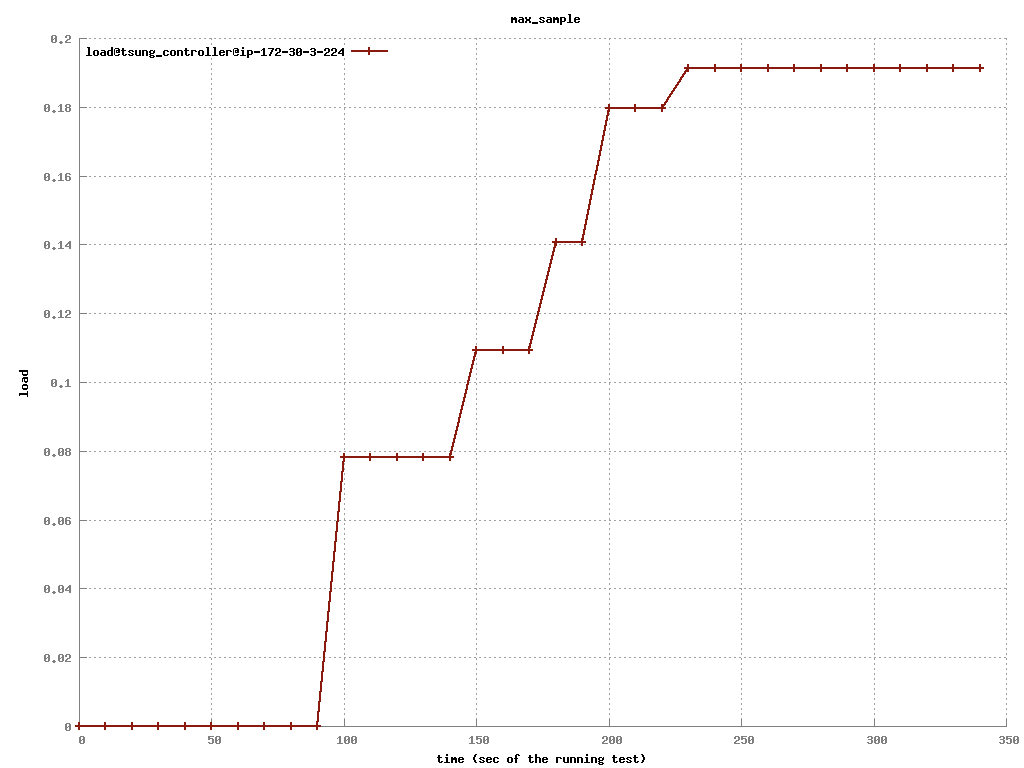 max_sample
load@tsung_controller@ip-172-30-3-224
0.2
0.18
0.16
0.14
0.12
0.1
0.08
0.06
0.04
0.02
0
load
0 50 100 150 200 250 300 350
time (sec of the running test)